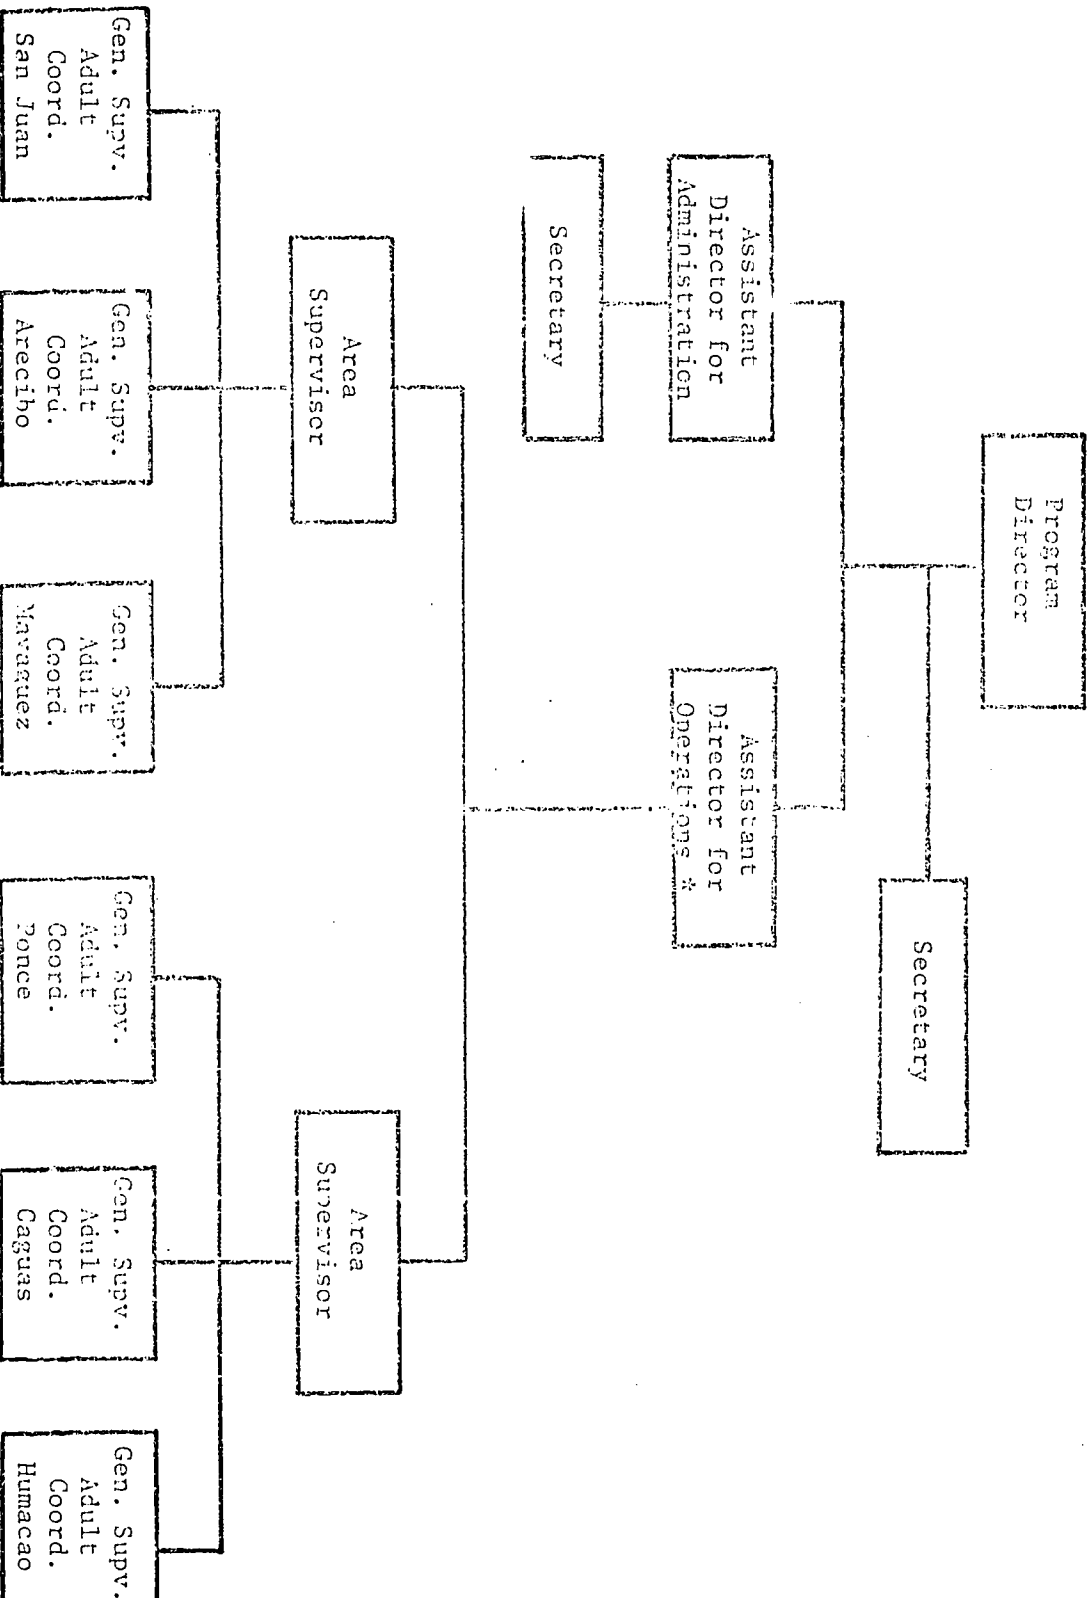 Program
Director
Secretary
Assistant
Director for
Administration
Assistant
Director for
Operations *
Secretary
Area
Supervisor
Area
Supervisor
Gen. Supv.
Adult
Coord.
San Juan
Gen. Supv.
Adult
Coord.
Arecibo
Gen. Supv.
Adult
Coord.
Mayaguez
Gen. Supv.
Adult
Coord.
Ponce
Gen. Supv.
Adult
Coord.
Caguas
Gen. Supv.
Adult
Coord.
Humacao